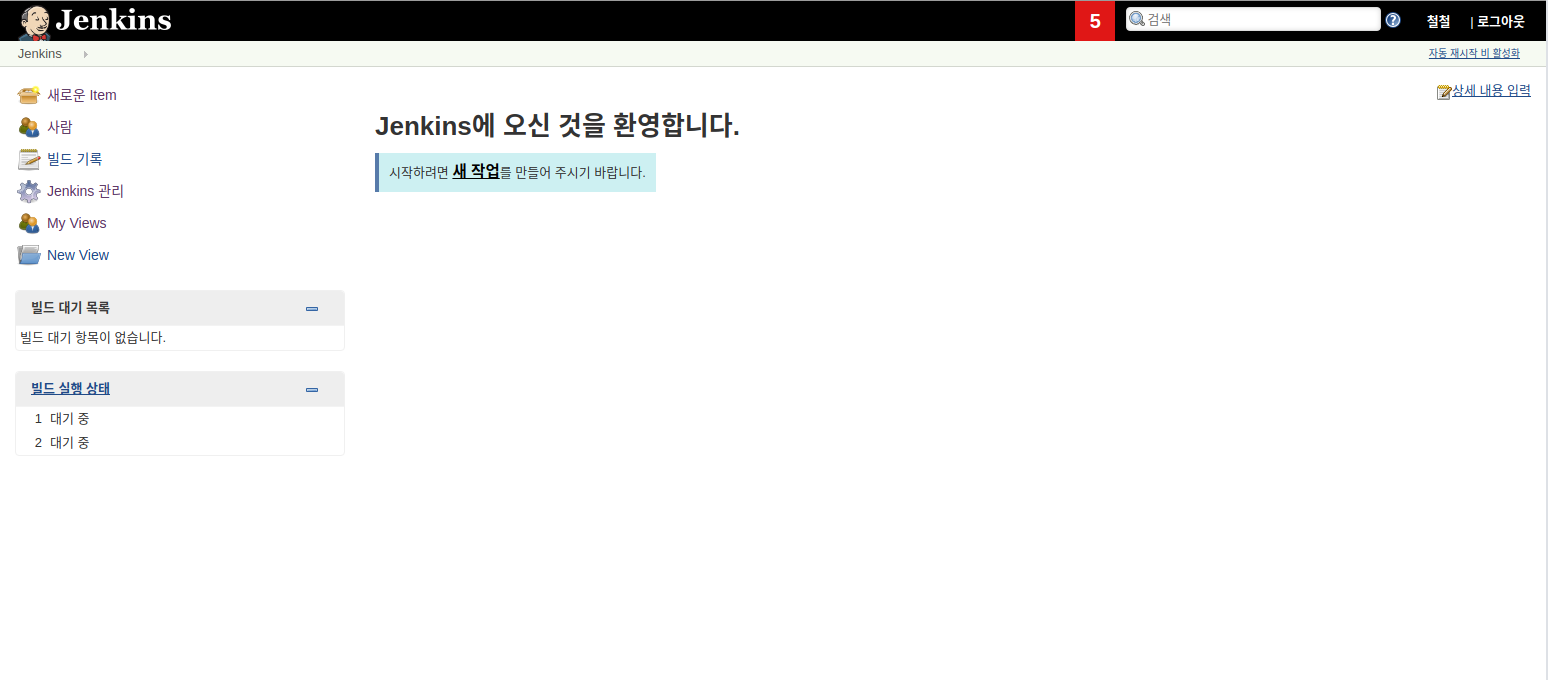 Jenkins
5
검색
철철
| 로그아웃
Jenkins
자동 재시작 비 활성화
새로운 Item
사람
빌드 기록
Jenkins 관리
My Views
New View
빌드 대기 목록
빌드 대기 항목이 없습니다.
빌드 실행 상태
1 대기 중
2 대기 중
상세 내용 입력
Jenkins에 오신 것을 환영합니다.
시작하려면 새 작업를 만들어 주시기 바랍니다.